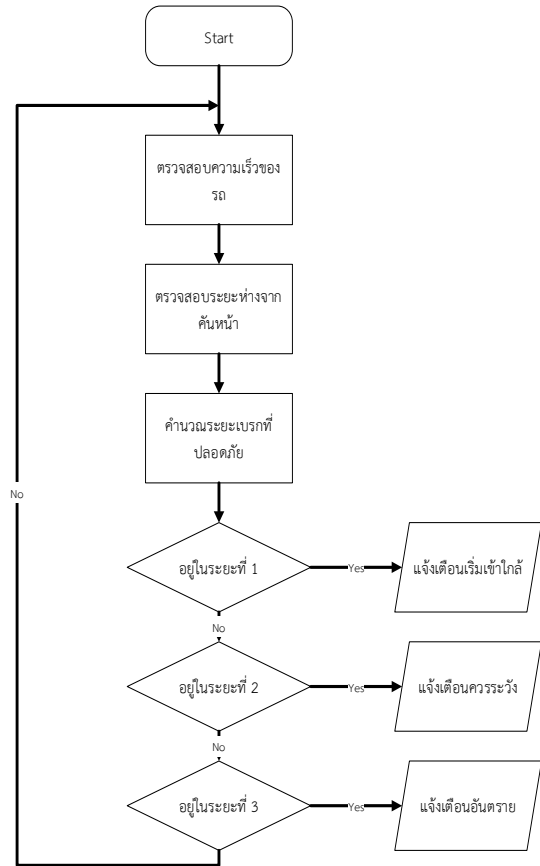 Start
ตรวจสอบความเร็วของ
รถ
ตรวจสอบระยะห่างจาก
คันหน้า
คำนวณระยะเบรกที่
ปลอดภัย
No
อยู่ในระยะที่ 1
Yes
แจ้งเตือนเริ่มเข้าใกล้
No
อยู่ในระยะที่ 2
Yes
แจ้งเตือนควรระวัง
No
อยู่ในระยะที่ 3
Yes
แจ้งเตือนอันตราย